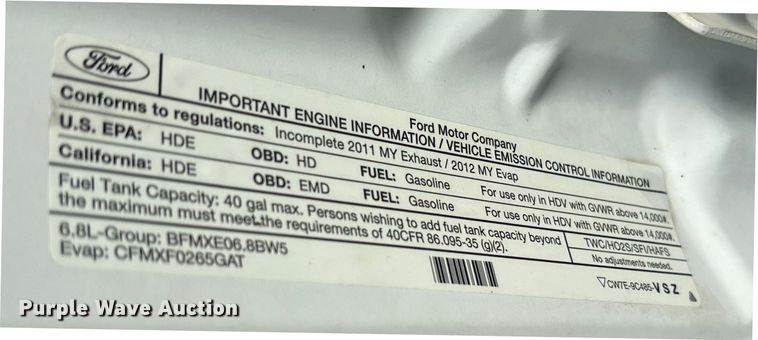 Ford
Ford Motor Company
IMPORTANT ENGINE INFORMATION / VEHICLE EMISSION CONTROL INFORMATION
Conforms to regulations: Incomplete 2011 MY Exhaust / 2012 MY Evap
U.S. EPA: HDE OBD: HD FUEL: Gasoline For use only in HDV with GVWR above 14,000#.
California: HDE OBD: EMD FUEL: Gasoline For use only in HDV with GVWR above 14,000#.
Fuel Tank Capacity: 40 gal max. Persons wishing to add fuel tank capacity beyond
the maximum must meet the requirements of 40CFR 86.095-35 (g)(2).
TWC/HO2S/SFI/HAFS
No adjustments needed.
6.8L-Group: BFMXE06.8BW5
Evap: CFMXF0265GAT
CW7E-9C485-VSZ
Purple Wave Auction